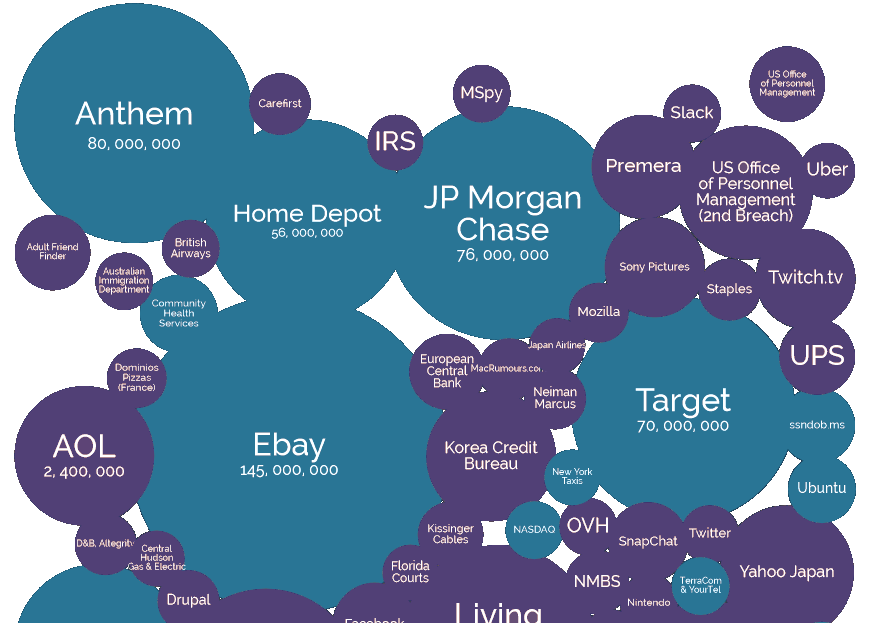 Anthem
80, 000, 000
Carefirst
MSpy
IRS
Slack
US Office
of Personnel
Management
Premera
US Office
of Personnel
Management
(2nd Breach)
Uber
JP Morgan
Chase
76, 000, 000
Home Depot
56, 000, 000
Adult Friend
Finder
British
Airways
Australian
Immigration
Department
Community
Health
Services
Sony Pictures
Staples
Twitch.tv
Mozilla
Japan Airlines
UPS
European
Central
Bank
MacRumours.co
Neiman
Marcus
Dominios
Pizzas
(France)
Target
70, 000, 000
ssndob.ms
AOL
2, 400, 000
Ebay
145, 000, 000
Korea Credit
Bureau
New York
Taxis
Ubuntu
Kissinger
Cables
NASDAQ
OVH
SnapChat
Twitter
D&B, Altegrity
Central
Hudson
Gas & Electric
Florida
Courts
NMBS
TerraCom
& YourTel
Yahoo Japan
Drupal
Nintendo
Living
Facebook